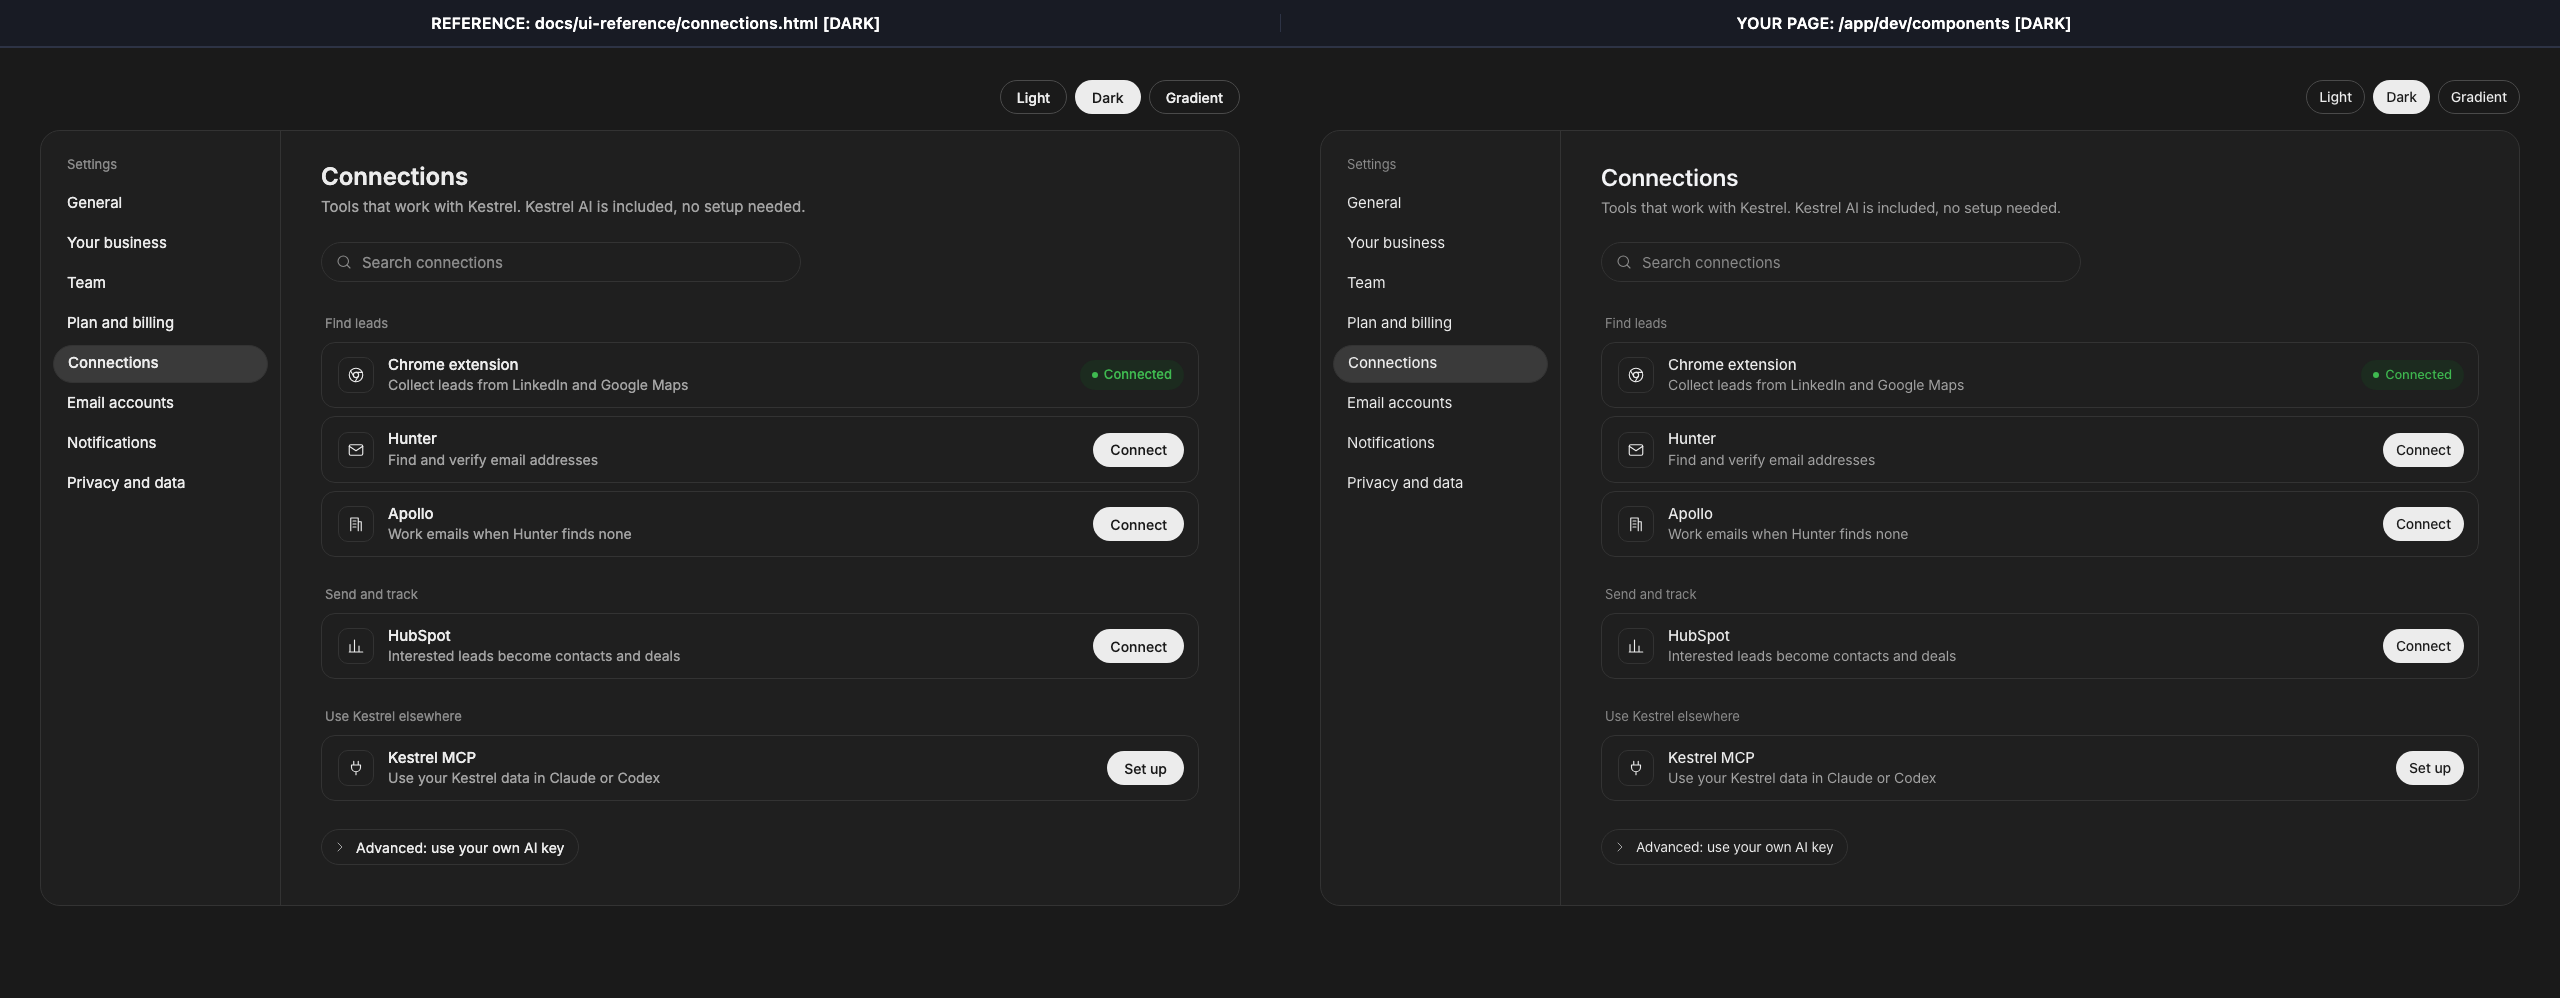 REFERENCE: docs/ui-reference/connections.html [DARK]
Light
Dark
Gradient
Settings
General
Your business
Team
Plan and billing
Connections
Email accounts
Notifications
Privacy and data
Connections
Tools that work with Kestrel. Kestrel AI is included, no setup needed.
Search connections
Find leads
Chrome extension
Collect leads from LinkedIn and Google Maps
Connected
Hunter
Find and verify email addresses
Connect
Apollo
Work emails when Hunter finds none
Connect
Send and track
HubSpot
Interested leads become contacts and deals
Connect
Use Kestrel elsewhere
Kestrel MCP
Use your Kestrel data in Claude or Codex
Set up
Advanced: use your own AI key
YOUR PAGE: /app/dev/components [DARK]
Light
Dark
Gradient
Settings
General
Your business
Team
Plan and billing
Connections
Email accounts
Notifications
Privacy and data
Connections
Tools that work with Kestrel. Kestrel AI is included, no setup needed.
Search connections
Find leads
Chrome extension
Collect leads from LinkedIn and Google Maps
Connected
Hunter
Find and verify email addresses
Connect
Apollo
Work emails when Hunter finds none
Connect
Send and track
HubSpot
Interested leads become contacts and deals
Connect
Use Kestrel elsewhere
Kestrel MCP
Use your Kestrel data in Claude or Codex
Set up
Advanced: use your own AI key